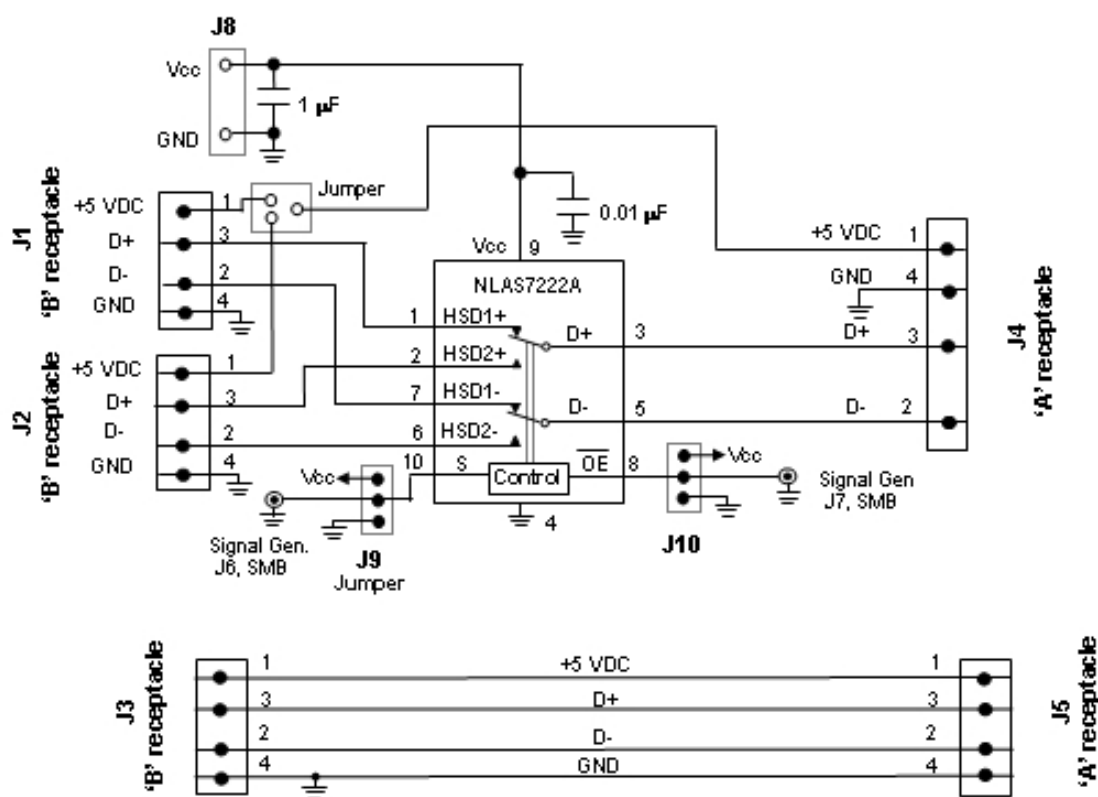 J8
Vcc
1 μF
GND
Jumper
J1
'B' receptacle
+5 VDC
1
D+
3
D-
2
GND
4
0.01 μF
Vcc
9
NLAS7222A
1
HSD1+
D+
3
2
HSD2+
7
HSD1-
D-
5
6
HSD2-
10
S
Control
OE
8
4
J2
'B' receptacle
+5 VDC
1
D+
3
D-
2
GND
4
+5 VDC
1
GND
4
D+
3
D-
2
J4
'A' receptacle
Vcc
Signal Gen.
J6, SMB
J9
Jumper
Vcc
J10
Signal Gen
J7, SMB
J3
'B' receptacle
1
+5 VDC
1
3
D+
3
2
D-
2
4
GND
4
J5
'A' receptacle